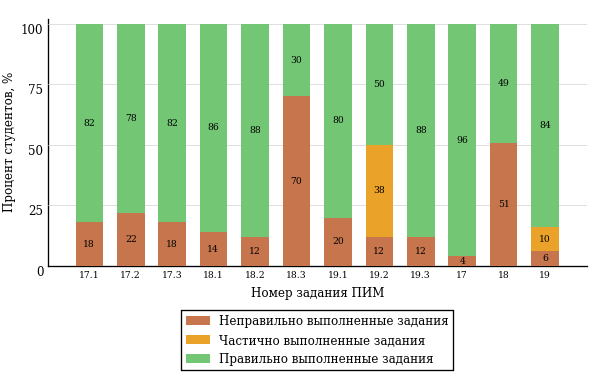 Процент студентов, %
100
75
50
25
0
82 78 82 86 88 30 80 50 88 96 49 84
38 10
18 22 18 14 12 70 20 12 12 4 51 6
17.1 17.2 17.3 18.1 18.2 18.3 19.1 19.2 19.3 17 18 19
Номер задания ПИМ
Неправильно выполненные задания
Частично выполненные задания
Правильно выполненные задания